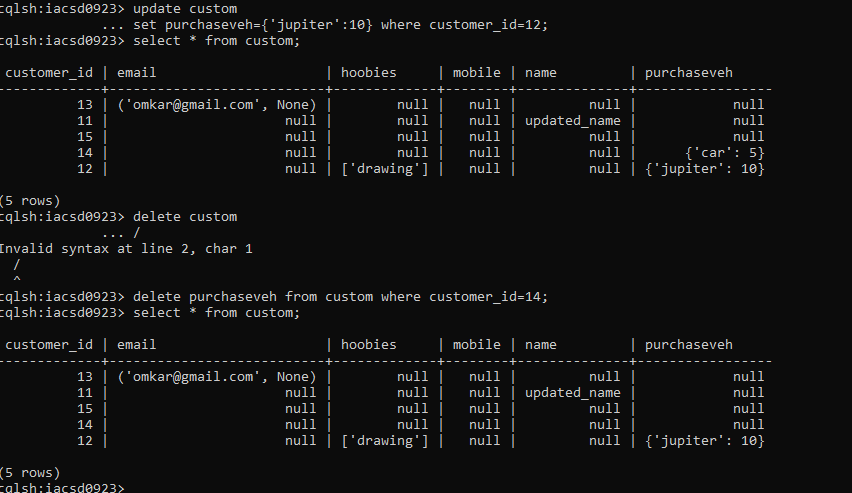 cqlsh:iacsd0923> update custom
             ... set purchaseveh={'jupiter':10} where customer_id=12;
cqlsh:iacsd0923> select * from custom;
 customer_id | email                     | hoobies     | mobile | name         | purchaseveh
-------------+---------------------------+-------------+--------+--------------+-----------------
          13 | ('omkar@gmail.com', None) |        null |   null |         null |            null
          11 |                      null |        null |   null | updated_name |            null
          15 |                      null |        null |   null |         null |            null
          14 |                      null |        null |   null |         null |      {'car': 5}
          12 |                      null | ['drawing'] |   null |         null | {'jupiter': 10}
(5 rows)
cqlsh:iacsd0923> delete custom
             ... /
Invalid syntax at line 2, char 1
  /
  ^
cqlsh:iacsd0923> delete purchaseveh from custom where customer_id=14;
cqlsh:iacsd0923> select * from custom;
 customer_id | email                     | hoobies     | mobile | name         | purchaseveh
-------------+---------------------------+-------------+--------+--------------+-----------------
          13 | ('omkar@gmail.com', None) |        null |   null |         null |            null
          11 |                      null |        null |   null | updated_name |            null
          15 |                      null |        null |   null |         null |            null
          14 |                      null |        null |   null |         null |            null
          12 |                      null | ['drawing'] |   null |         null | {'jupiter': 10}
(5 rows)
cqlsh:iacsd0923>